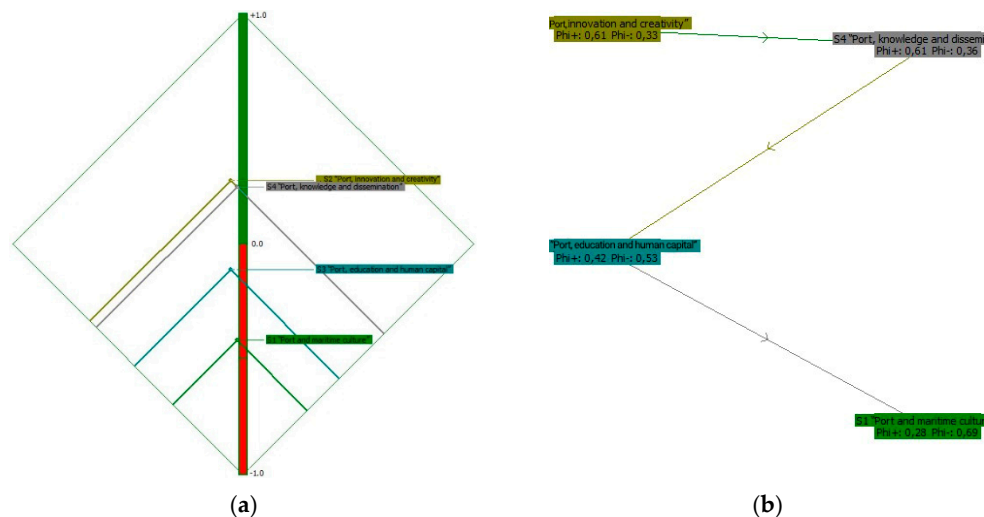 +1.0
S2 "Port, innovation and creativity"
S4 "Port, knowledge and dissemination"
0.0
S3 "Port, education and human capital"
S1 "Port and maritime culture"
-1.0
(a)
Port,innovation and creativity"
Phi+: 0,61 Phi-: 0,33
S4 "Port, knowledge and dissemi
Phi+: 0,61 Phi-: 0,36
"Port, education and human capital"
Phi+: 0,42 Phi-: 0,53
S1 "Port and maritime cultur
Phi+: 0,28 Phi-: 0,69
(b)